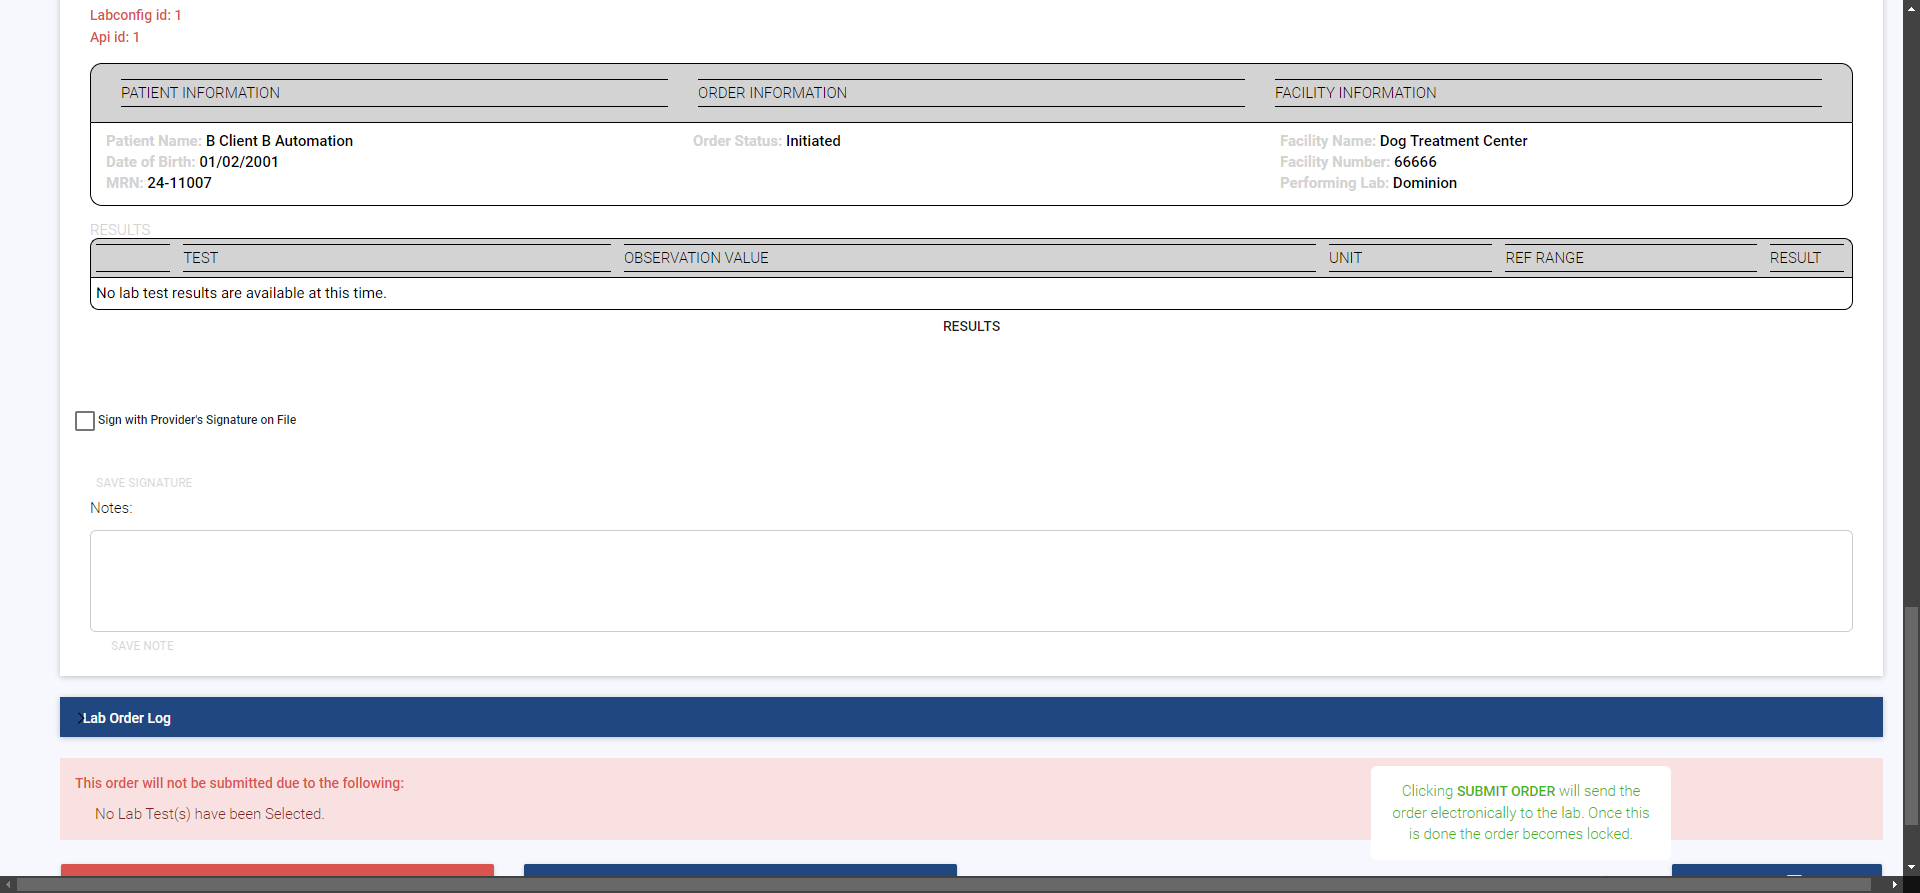 Labconfig id: 1
Api id: 1
PATIENT INFORMATION
ORDER INFORMATION
FACILITY INFORMATION
Patient Name: B Client B Automation
Date of Birth: 01/02/2001
MRN: 24-11007
Order Status: Initiated
Facility Name: Dog Treatment Center
Facility Number: 66666
Performing Lab: Dominion
RESULTS
TEST
OBSERVATION VALUE
UNIT
REF RANGE
RESULT
No lab test results are available at this time.
RESULTS
Sign with Provider's Signature on File
SAVE SIGNATURE
Notes:
SAVE NOTE
Lab Order Log
This order will not be submitted due to the following:
No Lab Test(s) have been Selected.
Clicking SUBMIT ORDER will send the
order electronically to the lab. Once this
is done the order becomes locked.